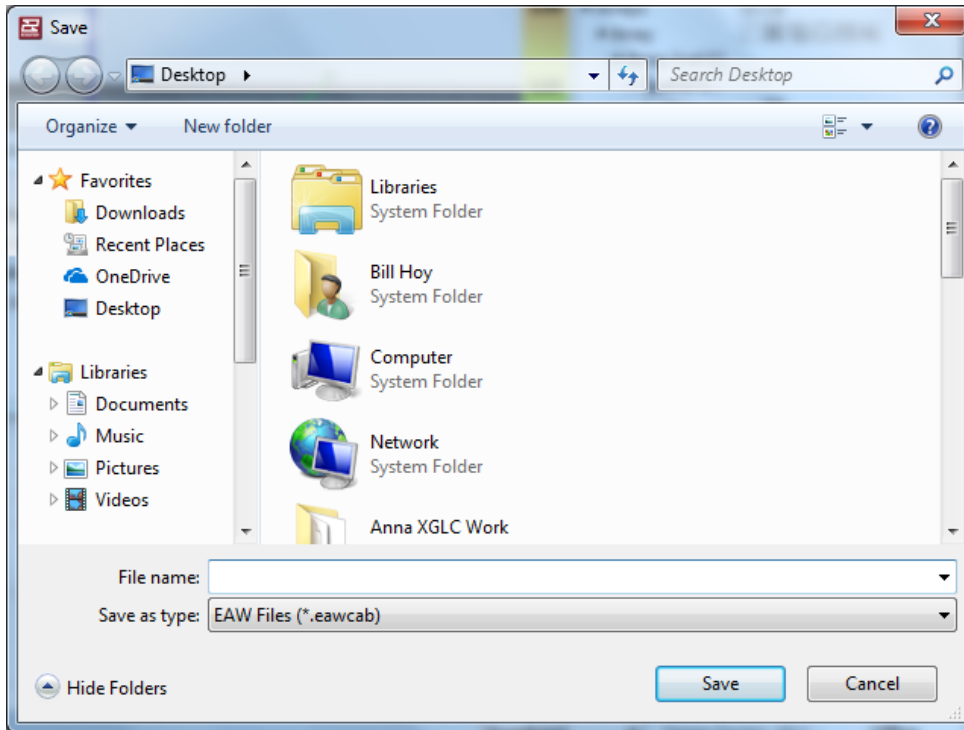 Save
Desktop
Search Desktop
Organize
New folder
Favorites
Downloads
Recent Places
OneDrive
Desktop
Libraries
Documents
Music
Pictures
Videos
Libraries
System Folder
Bill Hoy
System Folder
Computer
System Folder
Network
System Folder
Anna XGLC Work
File name:
Save as type: EAW Files (*.eawcab)
Hide Folders
Save
Cancel